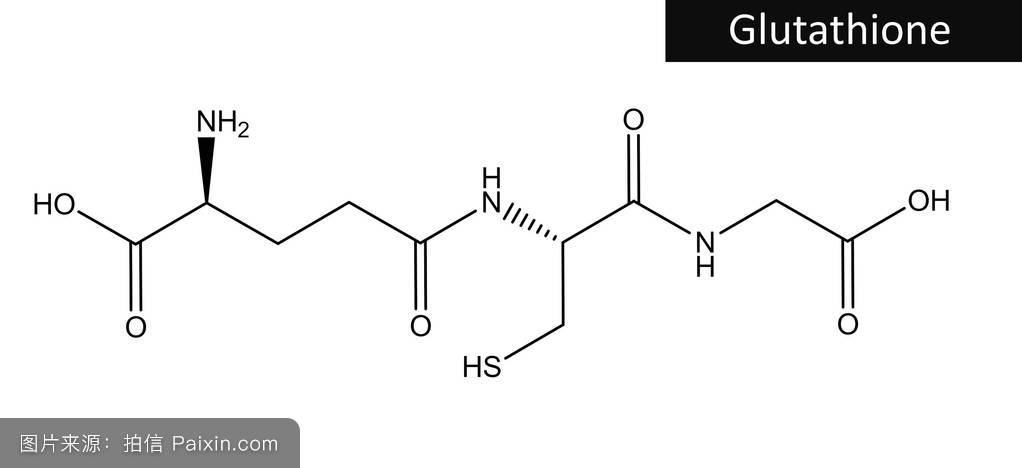 Glutathione
NH₂
HO
O
H
N
O
HS
O
N
H
OH
O
图片来源：拍信 Paixin.com